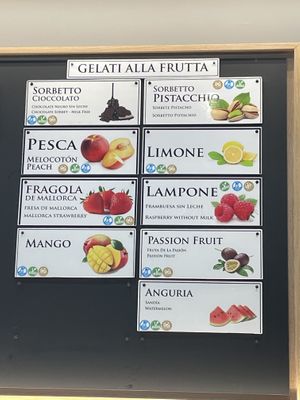 GELATI ALLA FRUTTA
SORBETTO
CIOCCOLATO
CHOCOLATE NEGRO SIN LECHE
CHOCOLATE SORBET - MILK FREE
SORBETTO
PISTACCHIO
SORBETE PISTACHO
SORBETTO PISTACHIO
PESCA
MELOCOTÓN
PEACH
LIMONE
FRAGOLA
DE MALLORCA
FRESA DE MALLORCA
MALLORCA STRAWBERRY
LAMPONE
FRAMBUESA SIN LECHE
RASPBERRY WITHOUT MILK
MANGO
PASSION FRUIT
FRUTA DE LA PASIÓN
PASSION FRUIT
ANGURIA
SANDÍA
WATERMELON